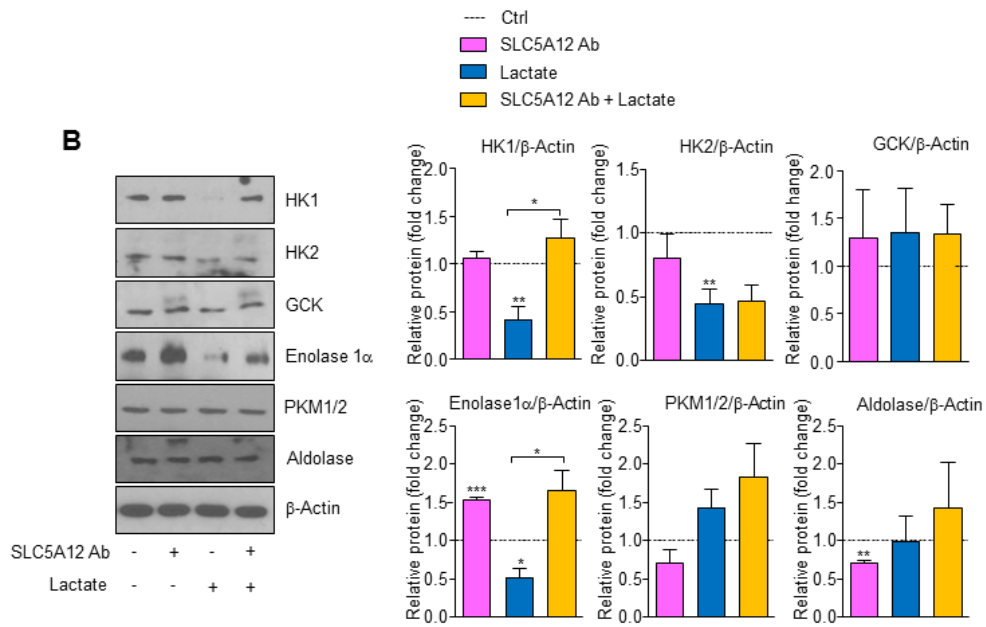 ---- Ctrl
SLC5A12 Ab
Lactate
SLC5A12 Ab + Lactate
B
HK1
HK2
GCK
Enolase 1α
PKM1/2
Aldolase
β-Actin
SLC5A12 Ab - + - +
Lactate - - + +
HK1/β-Actin
Relative protein (fold change)
2.0
1.5
1.0
0.5
0.0
**
*
HK2/β-Actin
Relative protein (fold change)
1.5
1.0
0.5
0.0
**
GCK/β-Actin
Relative protein (fold hange)
2.0
1.5
1.0
0.5
0.0
Enolase1α/β-Actin
Relative protein (fold change)
2.5
2.0
1.5
1.0
0.5
0.0
***
*
*
PKM1/2/β-Actin
Relative protein (fold change)
2.5
2.0
1.5
1.0
0.5
0.0
Aldolase/β-Actin
Relative protein (fold change)
2.5
2.0
1.5
1.0
0.5
0.0
**